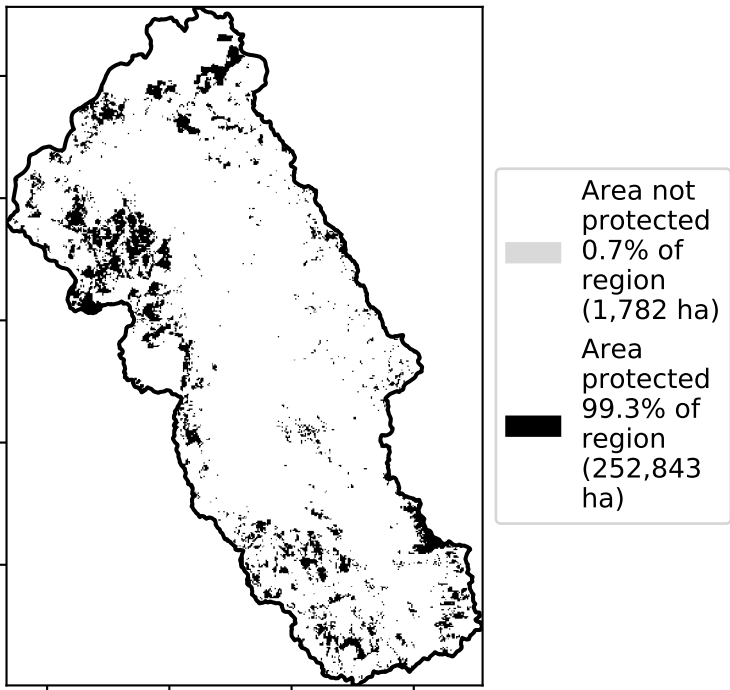 Area not
protected
0.7% of
region
(1,782 ha)
Area
protected
99.3% of
region
(252,843
ha)